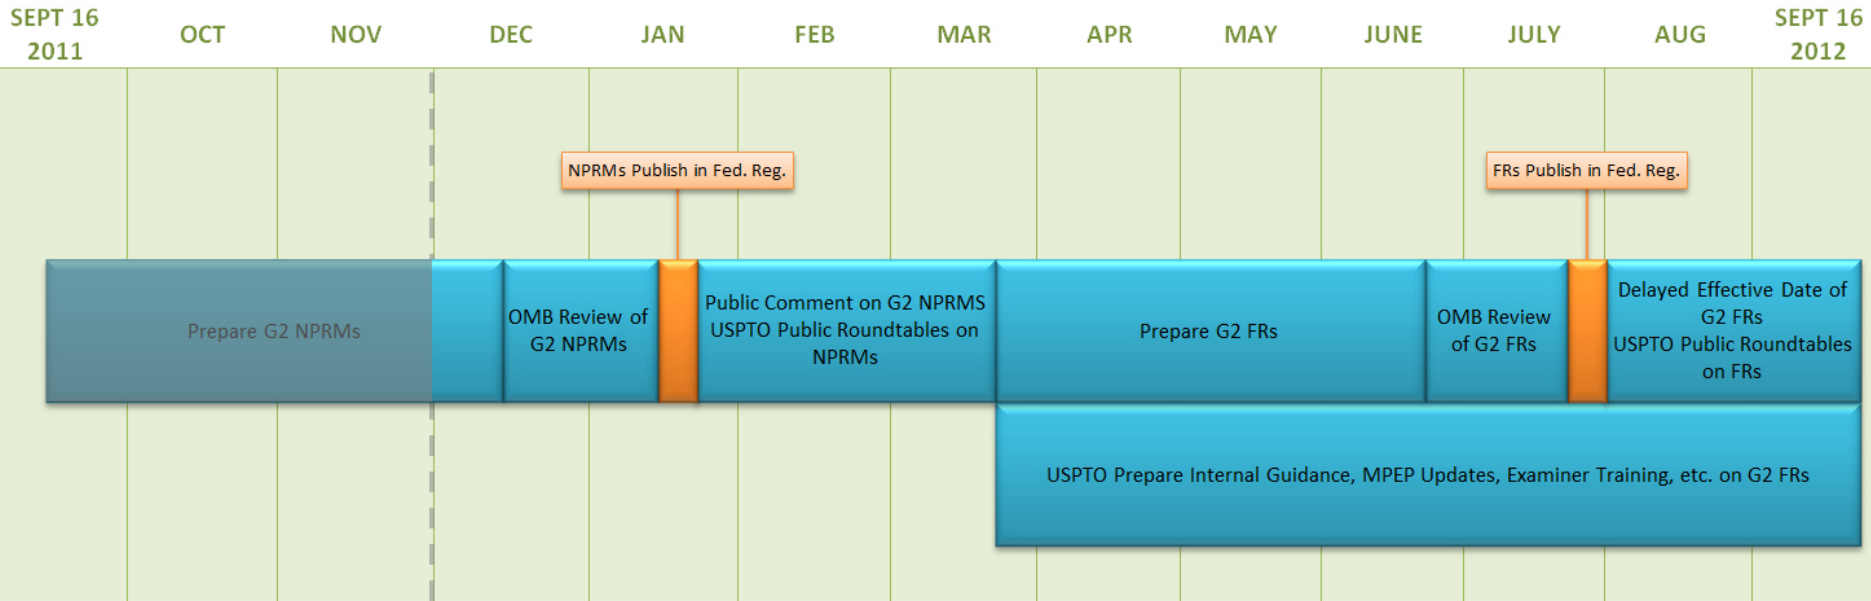 SEPT 16
2011
OCT
NOV
DEC
JAN
FEB
MAR
APR
MAY
JUNE
JULY
AUG
SEPT 16
2012
NPRMs Publish in Fed. Reg.
FRs Publish in Fed. Reg.
Prepare G2 NPRMs
OMB Review of
G2 NPRMs
Public Comment on G2 NPRMS
USPTO Public Roundtables on
NPRMs
Prepare G2 FRs
OMB Review
of G2 FRs
Delayed Effective Date of
G2 FRs
USPTO Public Roundtables
on FRs
USPTO Prepare Internal Guidance, MPEP Updates, Examiner Training, etc. on G2 FRs